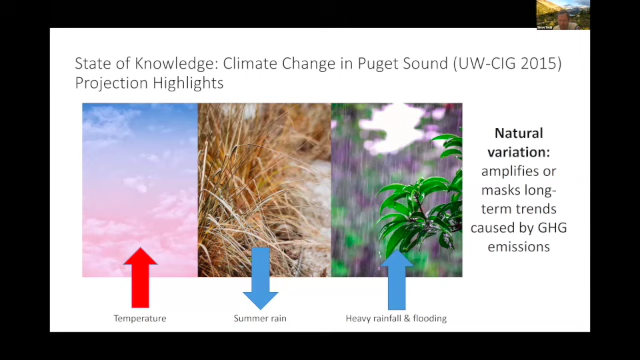 State of Knowledge: Climate Change in Puget Sound (UW-CIG 2015)
Projection Highlights
Natural
variation:
amplifies or
masks long-
term trends
caused by GHG
emissions
Temperature
Summer rain
Heavy rainfall & flooding